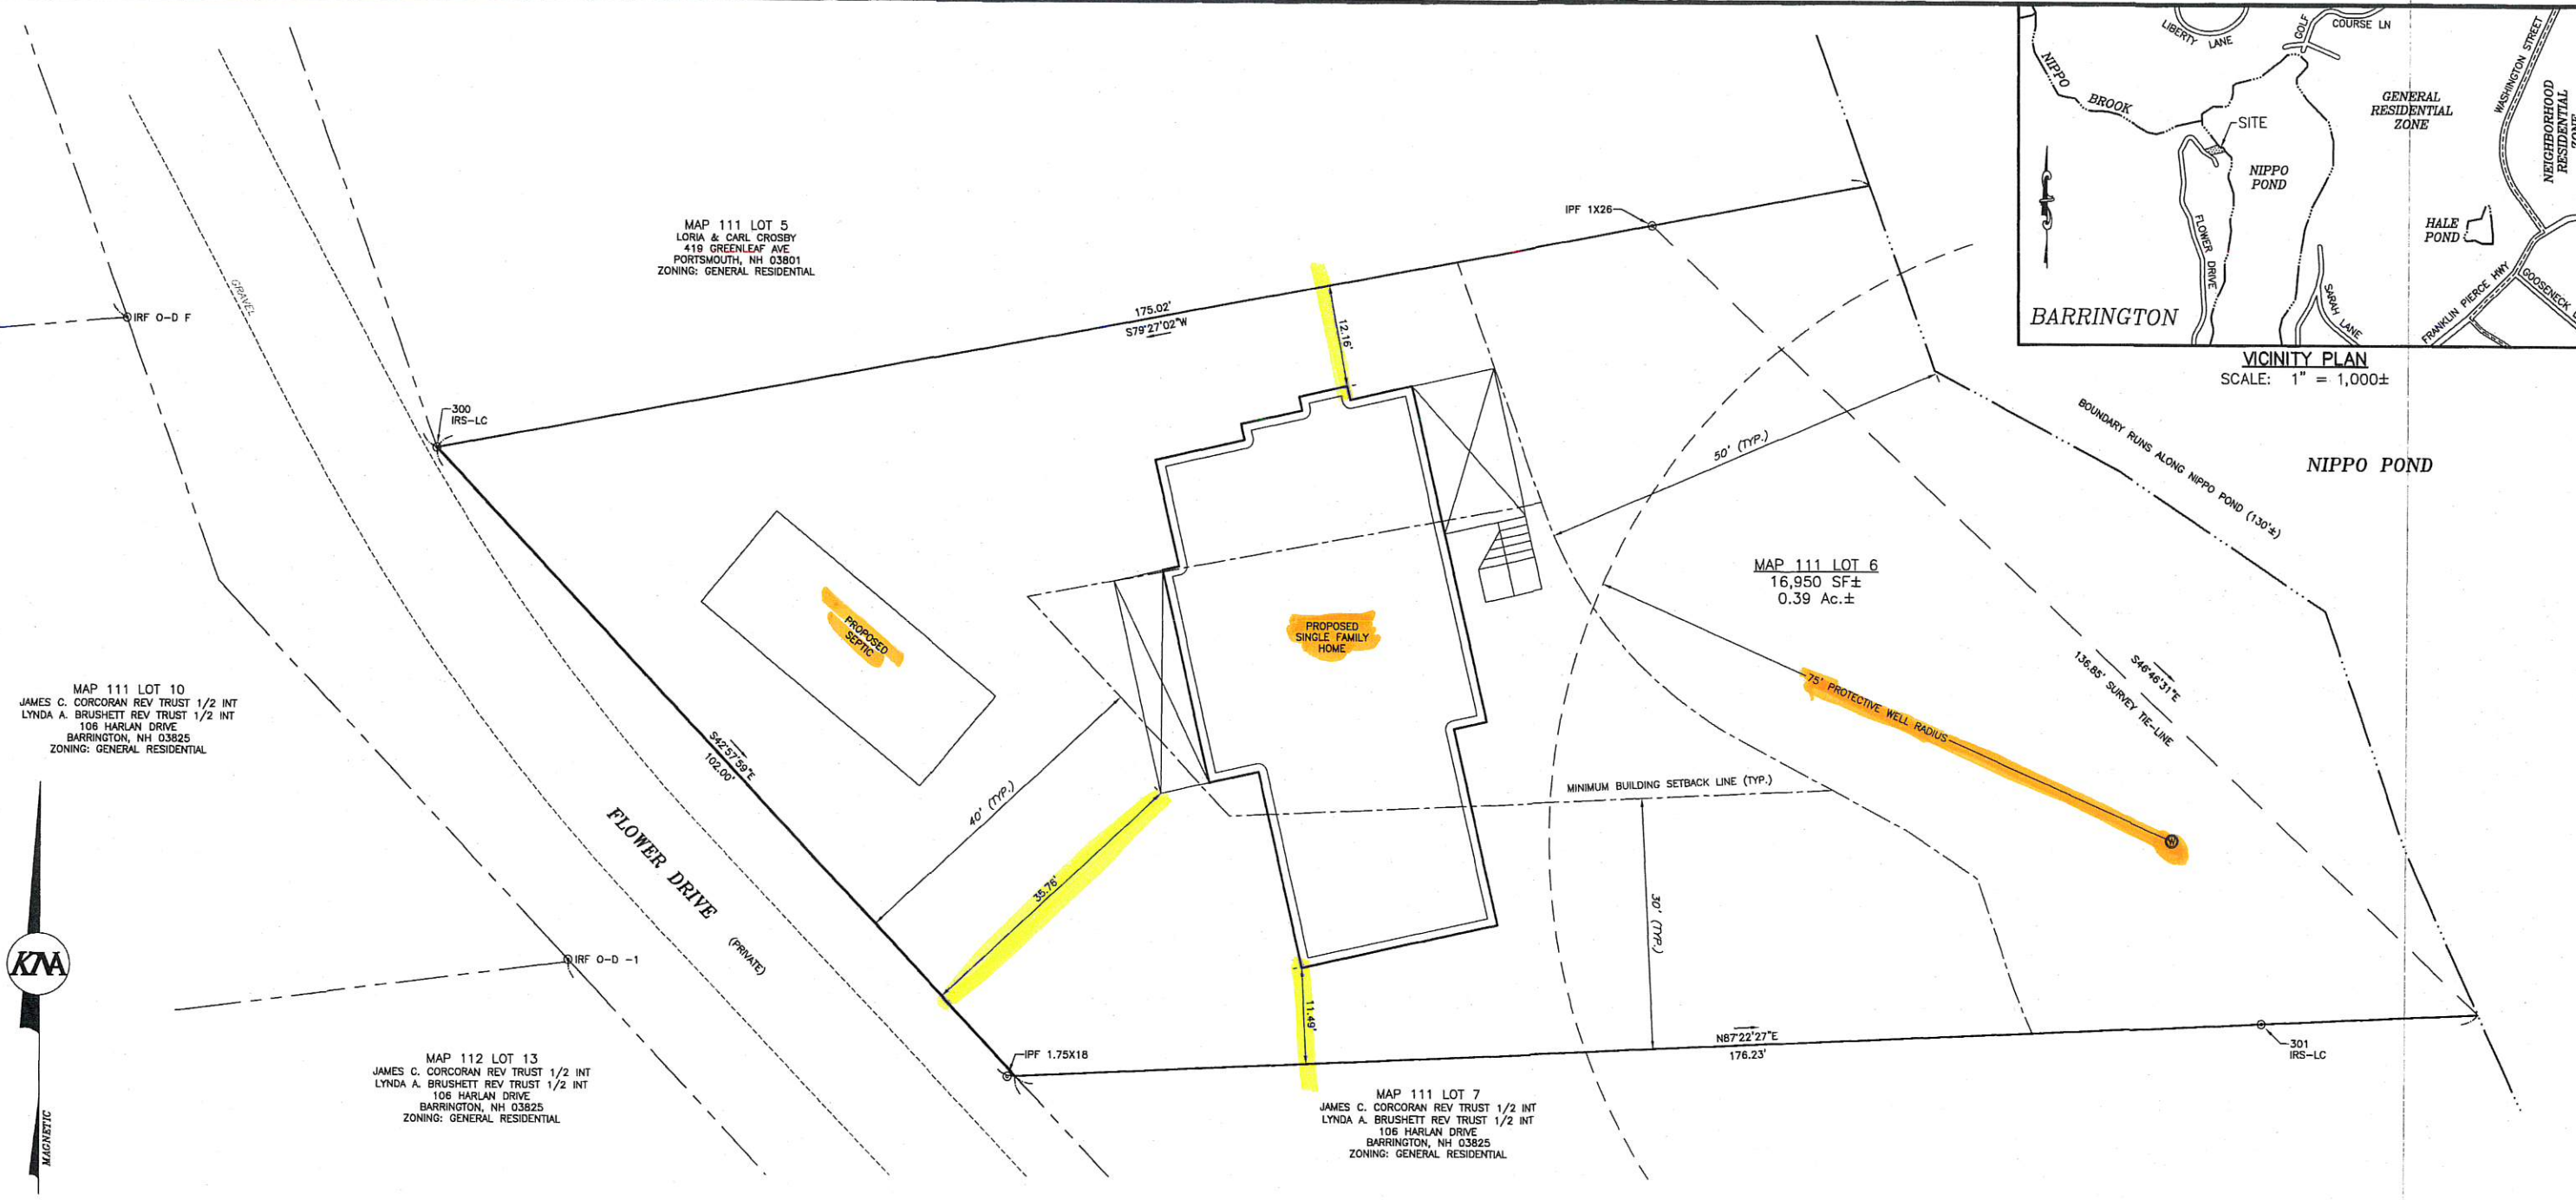 MAP 111 LOT 5
LORIA & CARL CROSBY
419 GREENLEAF AVE
PORTSMOUTH, NH 03801
ZONING: GENERAL RESIDENTIAL
GRAVEL
IRF O-D F
300
IRS-LC
175.02'
S79°27'02"W
12.16'
IPF 1X26
50' (TYP.)
LIBERTY LANE
GOLF
COURSE LN
WASHINGTON STREET
NIPPO
BROOK
GENERAL
RESIDENTIAL
ZONE
NEIGHBORHOOD
RESIDENTIAL
ZONE
SITE
NIPPO
POND
FLOWER DRIVE
HALE
POND
SARAH LANE
FRANKLIN PIERCE HWY
GOOSENECK
BARRINGTON
VICINITY PLAN
SCALE: 1" = 1,000±
BOUNDARY RUNS ALONG NIPPO POND (130'±)
NIPPO POND
MAP 111 LOT 6
16,950 SF±
0.39 Ac.±
PROPOSED
SEPTIC
PROPOSED
SINGLE FAMILY
HOME
75' PROTECTIVE WELL RADIUS
W
S46°46'31"E
136.85' SURVEY TIE-LINE
MAP 111 LOT 10
JAMES C. CORCORAN REV TRUST 1/2 INT
LYNDA A. BRUSHETT REV TRUST 1/2 INT
106 HARLAN DRIVE
BARRINGTON, NH 03825
ZONING: GENERAL RESIDENTIAL
S42°57'59"E
102.00'
40' (TYP.)
MINIMUM BUILDING SETBACK LINE (TYP.)
FLOWER DRIVE
(PRIVATE)
35.76'
30' (TYP.)
KNA
MAGNETIC
IRF O-D -1
11.49'
N87°22'27"E
176.23'
301
IRS-LC
IPF 1.75X18
MAP 112 LOT 13
JAMES C. CORCORAN REV TRUST 1/2 INT
LYNDA A. BRUSHETT REV TRUST 1/2 INT
106 HARLAN DRIVE
BARRINGTON, NH 03825
ZONING: GENERAL RESIDENTIAL
MAP 111 LOT 7
JAMES C. CORCORAN REV TRUST 1/2 INT
LYNDA A. BRUSHETT REV TRUST 1/2 INT
106 HARLAN DRIVE
BARRINGTON, NH 03825
ZONING: GENERAL RESIDENTIAL